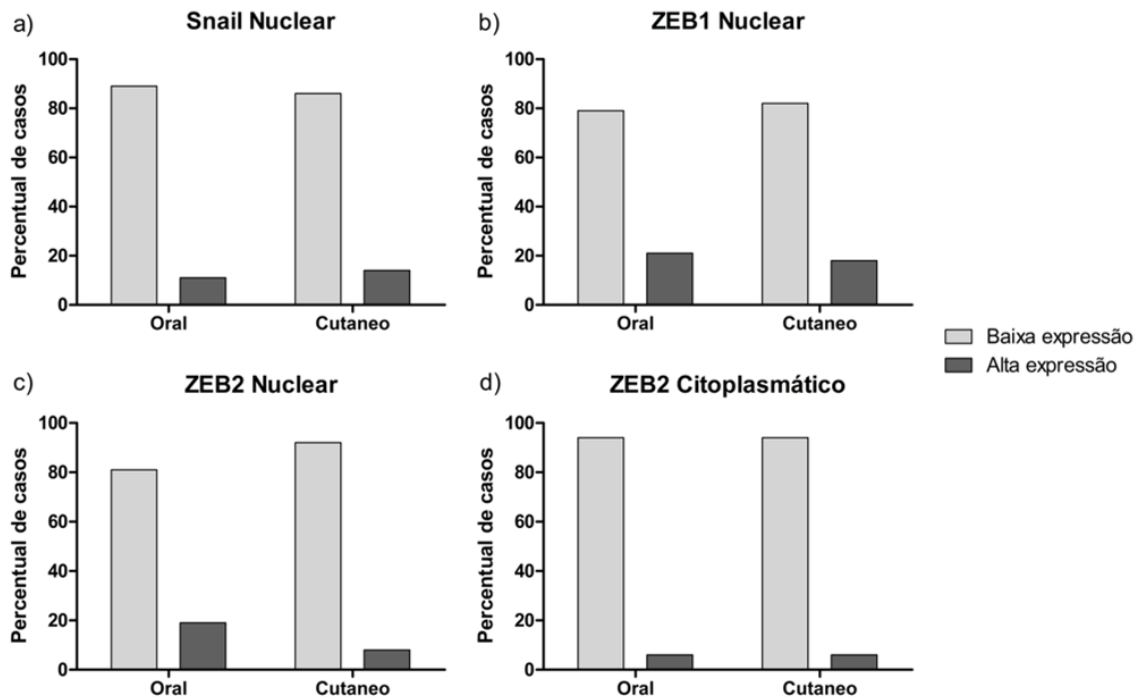 a)
Snail Nuclear
Percentual de casos
100
80
60
40
20
0
Oral
Cutaneo
b)
ZEB1 Nuclear
Percentual de casos
100
80
60
40
20
0
Oral
Cutaneo
Baixa expressão
Alta expressão
c)
ZEB2 Nuclear
Percentual de casos
100
80
60
40
20
0
Oral
Cutaneo
d)
ZEB2 Citoplasmático
Percentual de casos
100
80
60
40
20
0
Oral
Cutaneo